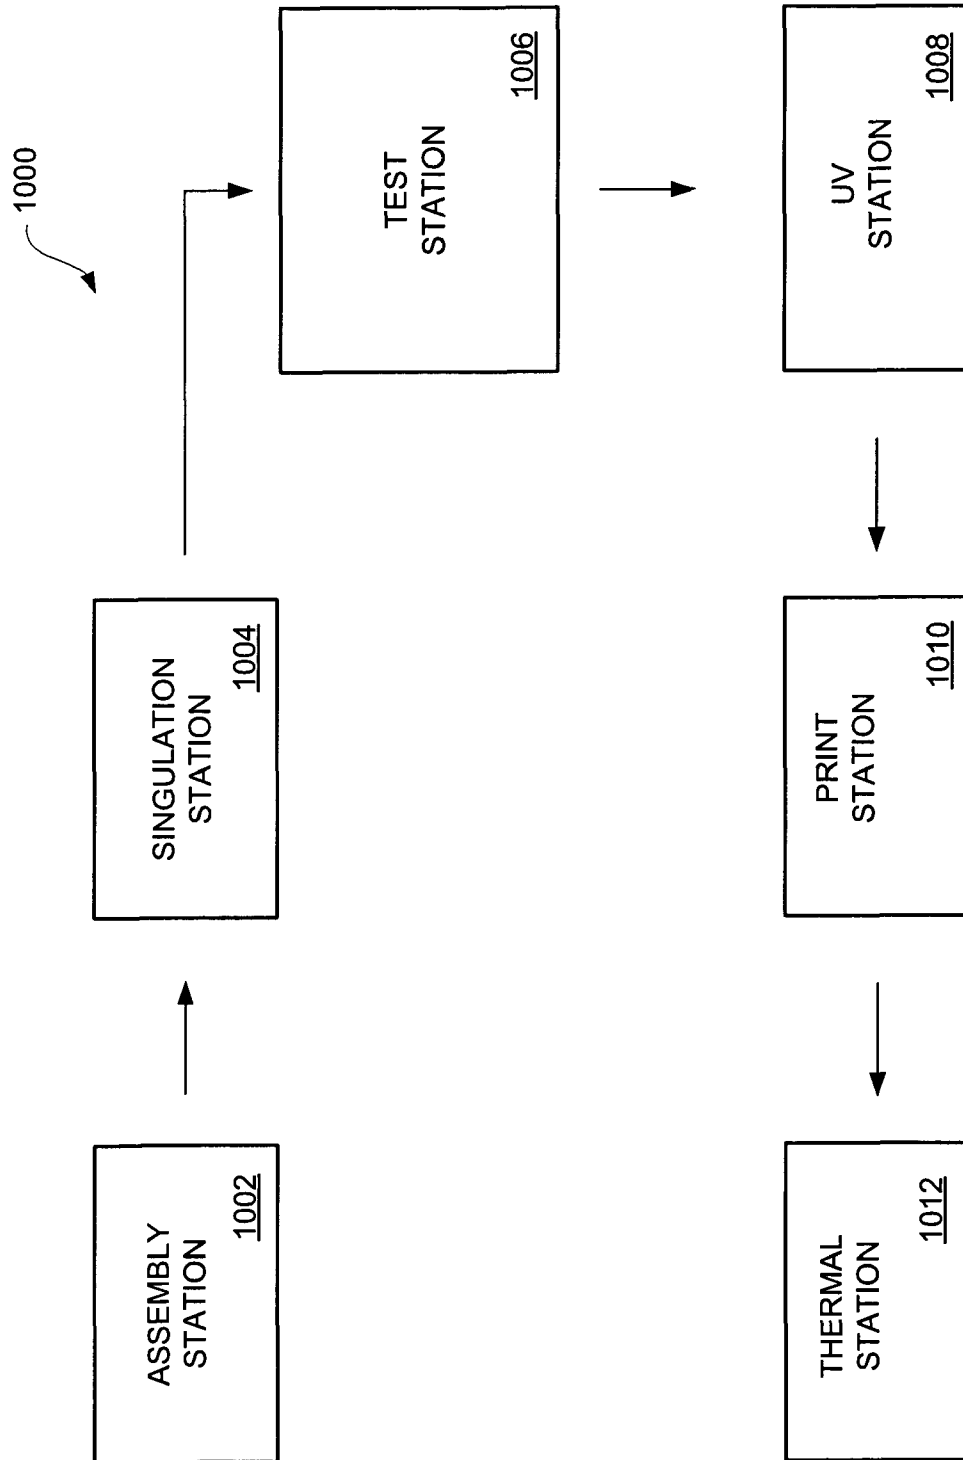 1000
ASSEMBLY
STATION
1002
SINGULATION
STATION
1004
TEST
STATION
1006
UV
STATION
1008
PRINT
STATION
1010
THERMAL
STATION
1012